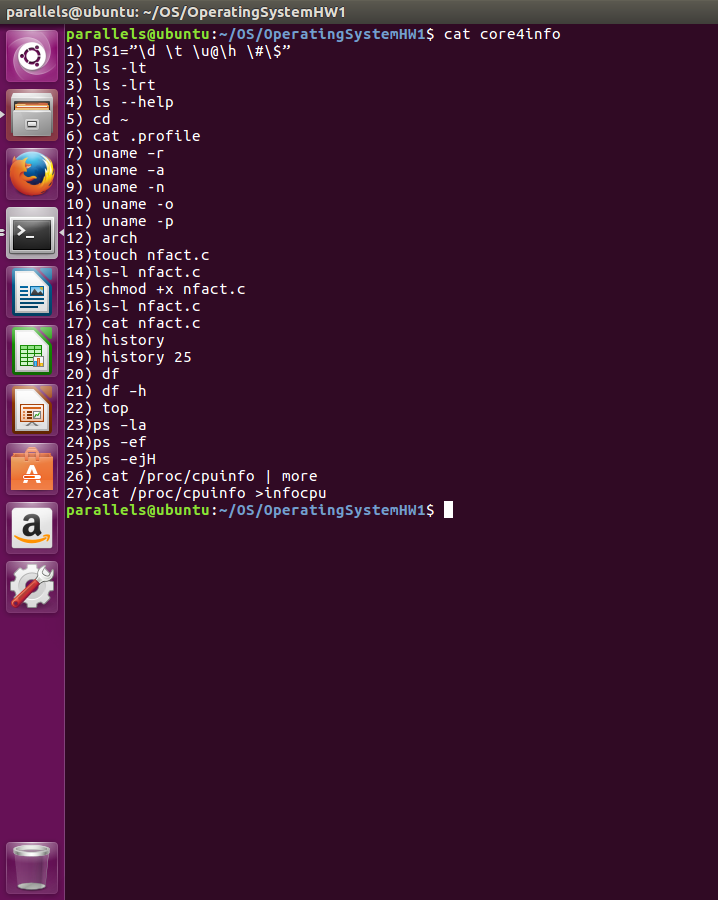 parallels@ubuntu: ~/OS/OperatingSystemHW1
parallels@ubuntu:~/OS/OperatingSystemHW1$ cat core4info
1) PS1=”\d \t \u@\h \#\$”
2) ls -lt
3) ls -lrt
4) ls --help
5) cd ~
6) cat .profile
7) uname –r
8) uname –a
9) uname -n
10) uname -o
11) uname -p
12) arch
13)touch nfact.c
14)ls–l nfact.c
15) chmod +x nfact.c
16)ls-l nfact.c
17) cat nfact.c
18) history
19) history 25
20) df
21) df –h
22) top
23)ps –la
24)ps –ef
25)ps –ejH
26) cat /proc/cpuinfo | more
27)cat /proc/cpuinfo >infocpu
parallels@ubuntu:~/OS/OperatingSystemHW1$